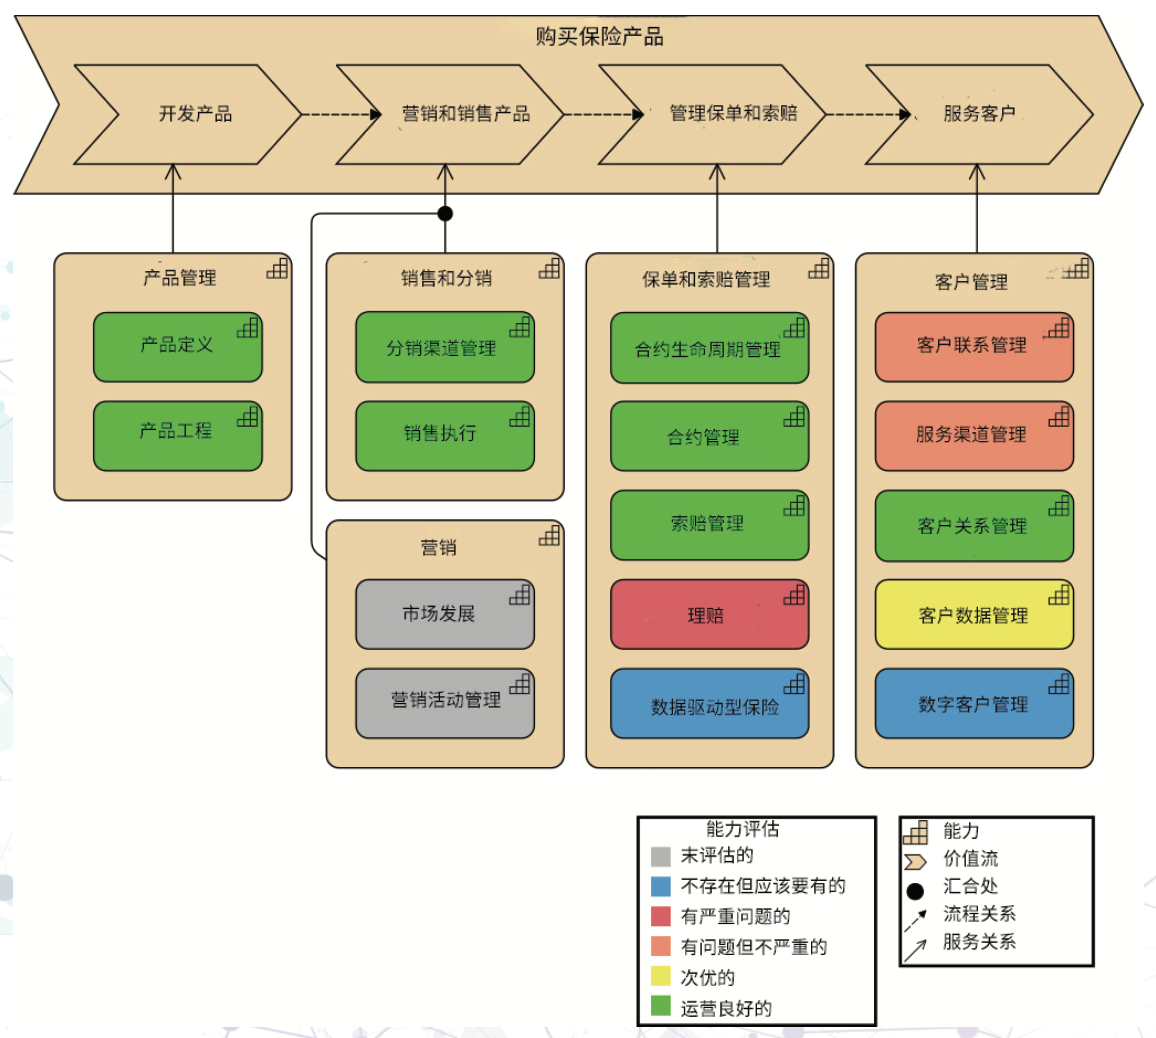 购买保险产品
开发产品
营销和销售产品
管理保单和索赔
服务客户
产品管理
产品定义
产品工程
销售和分销
分销渠道管理
销售执行
营销
市场发展
营销活动管理
保单和索赔管理
合约生命周期管理
合约管理
索赔管理
理赔
数据驱动型保险
客户管理
客户联系管理
服务渠道管理
客户关系管理
客户数据管理
数字客户管理
能力评估
末评估的
不存在但应该要有的
有严重问题的
有问题但不严重的
次优的
运营良好的
能力
价值流
汇合处
流程关系
服务关系